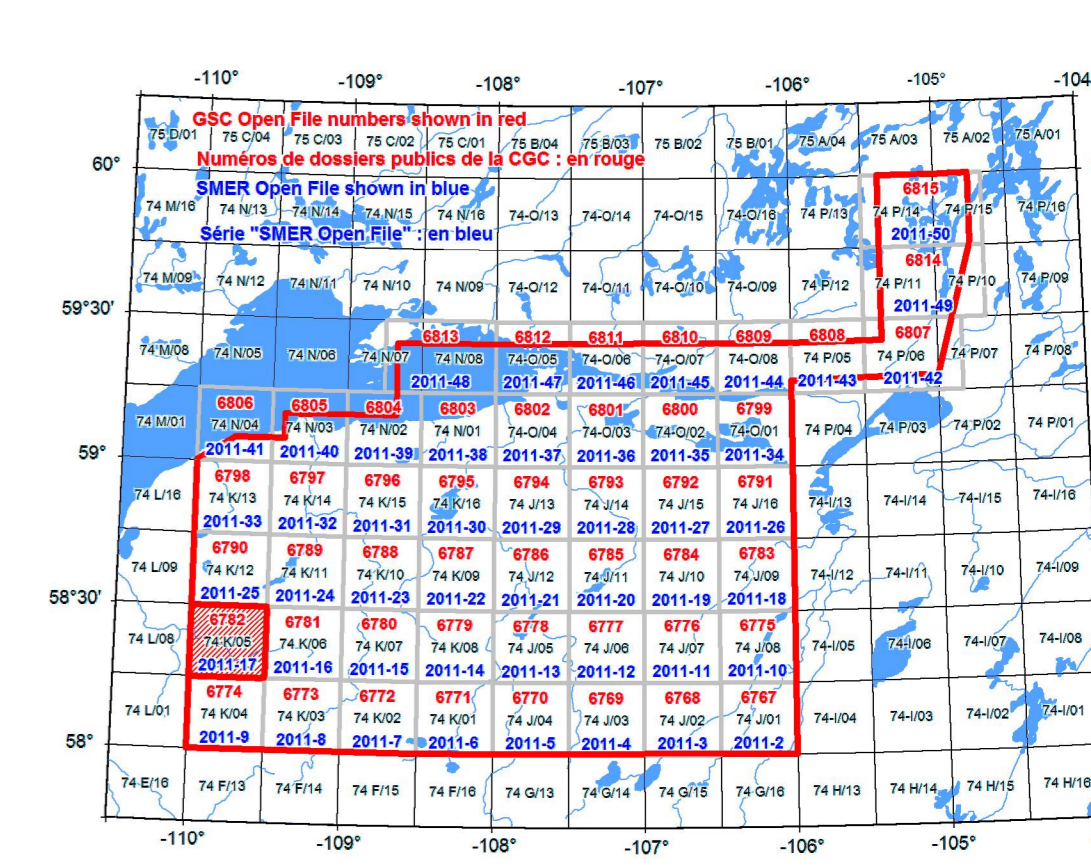 -110° -109° -108° -107° -106° -105° -104
GSC Open File numbers shown in red
75 D/01 75 C/04 75 C/03 75 C/02 75 C/01 75 B/04 75 B/03 75 B/02 75 B/01 75 A/04 75 A/03 75 A/02 75 A/01
Numéros de dossiers publics de la CGC : en rouge
60°
SMER Open File shown in blue
6815
74 M/16 74 N/13 74 N/14 74 N/15 74 N/16 74-O/13 74-O/14 74-O/15 74-O/16 74 P/13 74 P/14 74 P/15 74 P/16
Série "SMER Open File" : en bleu
2011-50
6814
74 M/09 74 N/12 74 N/11 74 N/10 74 N/09 74-O/12 74-O/11 74-O/10 74-O/09 74 P/12 74 P/11 74 P/10 74 P/09
59°30'
2011-49
6813 6812 6811 6810 6809 6808 6807
74 M/08 74 N/05 74 N/06 74 N/07 74 N/08 74-O/05 74-O/06 74-O/07 74-O/08 74 P/05 74 P/06 74 P/07 74 P/08
2011-48 2011-47 2011-46 2011-45 2011-44 2011-43 2011-42
6806 6805 6804 6803 6802 6801 6800 6799
74 M/01 74 N/04 74 N/03 74 N/02 74 N/01 74-O/04 74-O/03 74-O/02 74-O/01 74 P/04 74 P/03 74 P/02 74 P/01
59°
2011-41 2011-40 2011-39 2011-38 2011-37 2011-36 2011-35 2011-34
6798 6797 6796 6795 6794 6793 6792 6791
74 L/16 74 K/13 74 K/14 74 K/15 74 K/16 74 J/13 74 J/14 74 J/15 74 J/16 74-I/13 74-I/14 74-I/15 74-I/16
2011-33 2011-32 2011-31 2011-30 2011-29 2011-28 2011-27 2011-26
6790 6789 6788 6787 6786 6785 6784 6783
74 L/09 74 K/12 74 K/11 74 K/10 74 K/09 74 J/12 74 J/11 74 J/10 74 J/09 74-I/12 74-I/11 74-I/10 74-I/09
58°30'
2011-25 2011-24 2011-23 2011-22 2011-21 2011-20 2011-19 2011-18
6782 6781 6780 6779 6778 6777 6776 6775
74 L/08 74 K/05 74 K/06 74 K/07 74 K/08 74 J/05 74 J/06 74 J/07 74 J/08 74-I/05 74-I/06 74-I/07 74-I/08
2011-17 2011-16 2011-15 2011-14 2011-13 2011-12 2011-11 2011-10
6774 6773 6772 6771 6770 6769 6768 6767
74 L/01 74 K/04 74 K/03 74 K/02 74 K/01 74 J/04 74 J/03 74 J/02 74 J/01 74-I/04 74-I/03 74-I/02 74-I/01
58°
2011-9 2011-8 2011-7 2011-6 2011-5 2011-4 2011-3 2011-2
74 E/16 74 F/13 74 F/14 74 F/15 74 F/16 74 G/13 74 G/14 74 G/15 74 G/16 74 H/13 74 H/14 74 H/15 74 H/16
-110° -109° -108° -107° -106° -105°